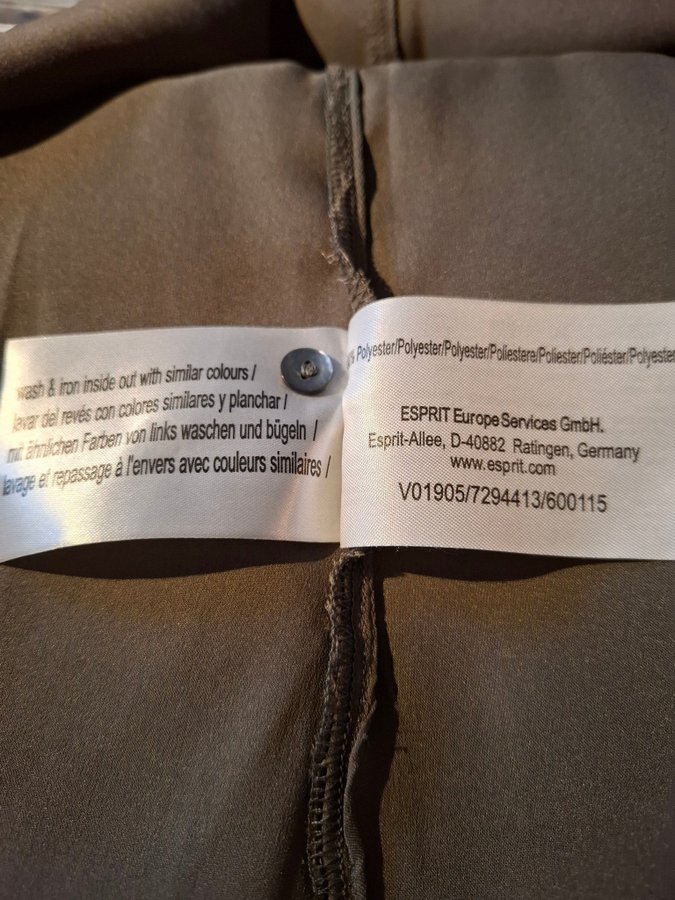 wash & iron inside out with similar colours /
lavar del revés con colores similares y planchar /
mit ähnlichen Farben von links waschen und bügeln /
lavage et repassage à l'envers avec couleurs similaires /
% Polyester/Polyester/Polyester/Poliestere/Poliester/Poliéster/Polyester
ESPRIT Europe Services GmbH.
Esprit-Allee, D-40882 Ratingen, Germany
www.esprit.com
V01905/7294413/600115